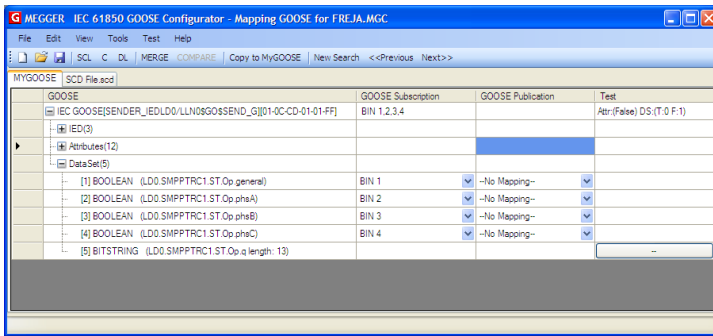 G MEGGER IEC 61850 GOOSE Configurator - Mapping GOOSE for FREJA.MGC
File Edit View Tools Test Help
SCL C DL MERGE COMPARE Copy to MyGOOSE New Search <<Previous Next>>
MYGOOSE SCD File.scd
GOOSE GOOSE Subscription GOOSE Publication Test
IEC GOOSE[SENDER_IEDLD0/LLN0$GO$SEND_G][01-0C-CD-01-01-FF] BIN 1,2,3,4 Attr:(False) DS:(T:0 F:1)
IED(3)
Attributes(12)
DataSet(5)
[1] BOOLEAN (LD0.SMPPTRC1.ST.Op.general) BIN 1 --No Mapping--
[2] BOOLEAN (LD0.SMPPTRC1.ST.Op.phsA) BIN 2 --No Mapping--
[3] BOOLEAN (LD0.SMPPTRC1.ST.Op.phsB) BIN 3 --No Mapping--
[4] BOOLEAN (LD0.SMPPTRC1.ST.Op.phsC) BIN 4 --No Mapping--
[5] BITSTRING (LD0.SMPPTRC1.ST.Op.q length: 13) --